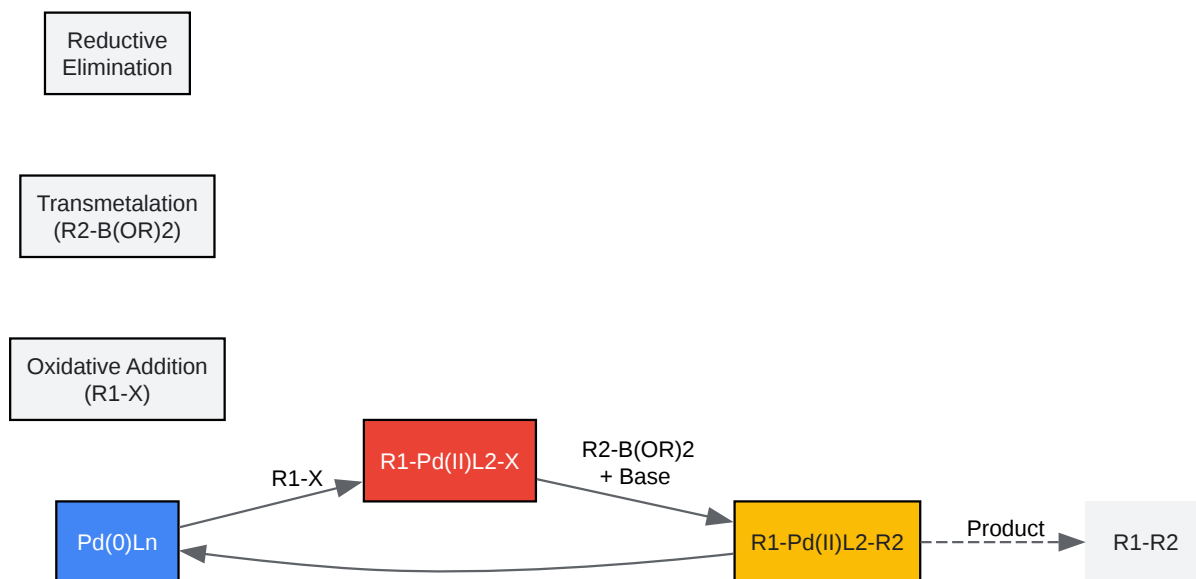 Reductive
Elimination
Transmetalation
(R2-B(OR)2)
Oxidative Addition
(R1-X)
R1-X
R1-Pd(II)L2-X
R2-B(OR)2
+ Base
Pd(0)Ln
R1-Pd(II)L2-R2
Product
R1-R2